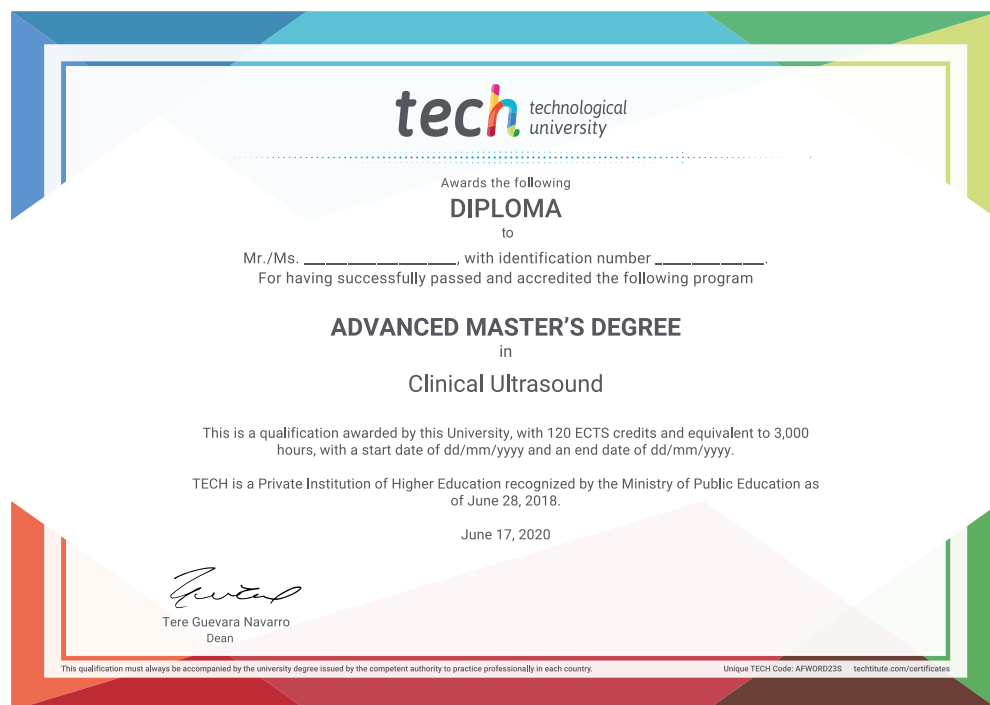 tech technological
university
Awards the following
DIPLOMA
to
Mr./Ms. ________________, with identification number ____________.
For having successfully passed and accredited the following program
ADVANCED MASTER'S DEGREE
in
Clinical Ultrasound
This is a qualification awarded by this University, with 120 ECTS credits and equivalent to 3,000
hours, with a start date of dd/mm/yyyy and an end date of dd/mm/yyyy.
TECH is a Private Institution of Higher Education recognized by the Ministry of Public Education as
of June 28, 2018.
June 17, 2020
Tere Guevara Navarro
Dean
This qualification must always be accompanied by the university degree issued by the competent authority to practice professionally in each country.
Unique TECH Code: AFWORD23S techtitute.com/certificates